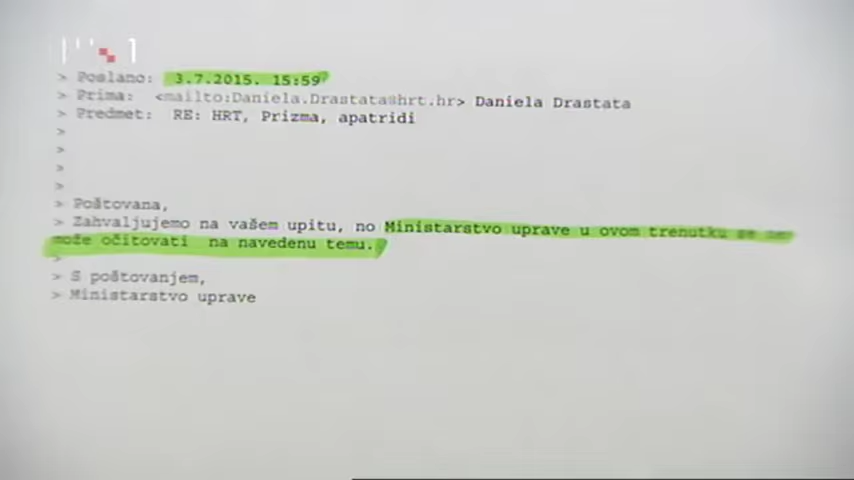 > Poslano: 3.7.2015. 15:59
> Prima: <mailto:Daniela.Drastata@hrt.hr> Daniela Drastata
> Predmet: RE: HRT, Prizma, apatridi
>
>
>
>
> Poštovana,
> Zahvaljujemo na vašem upitu, no Ministarstvo uprave u ovom trenutku se ne
može očitovati na navedenu temu.
>
> S poštovanjem,
> Ministarstvo uprave